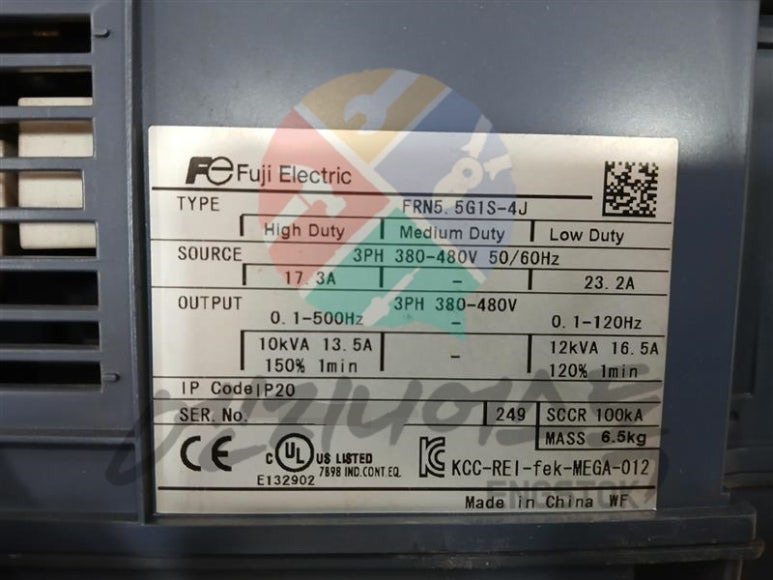 Fuji Electric
TYPE FRN5.5G1S-4J
High Duty Medium Duty Low Duty
SOURCE 3PH 380-480V 50/60Hz
17.3A - 23.2A
OUTPUT 3PH 380-480V
0.1-500Hz - 0.1-120Hz
10kVA 13.5A - 12kVA 16.5A
150% 1min 120% 1min
IP Code IP20
SER. No. 249 SCCR 100kA
MASS 6.5kg
CE C UL US LISTED
7898 IND.CONT.EQ.
E132902
KCC-REI-fek-MEGA-012
Made in China WF